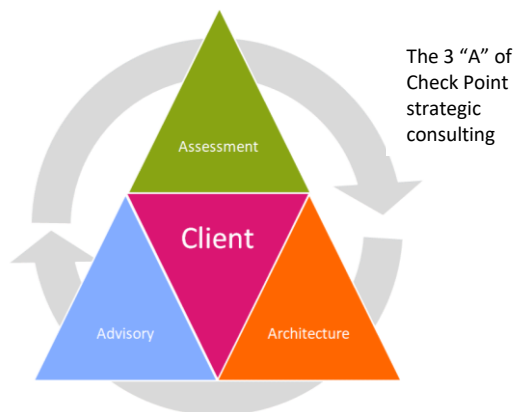 The 3 “A” of
Check Point
strategic
consulting
Assessment
Client
Advisory
Architecture